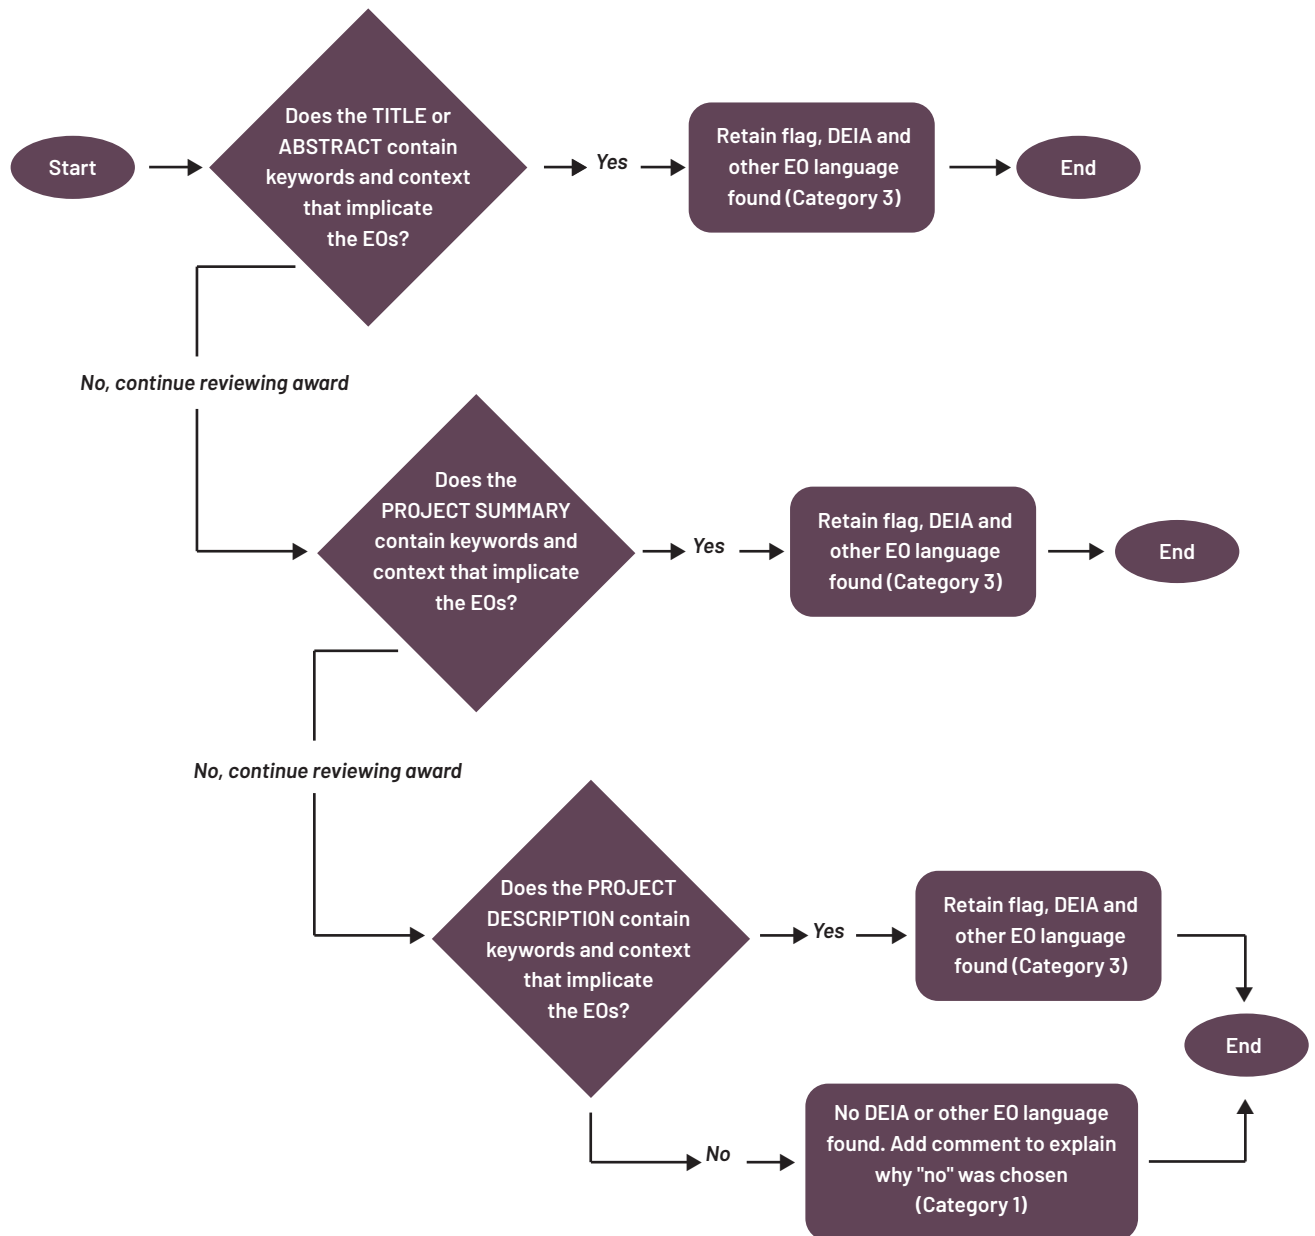 Start
Does the TITLE or
ABSTRACT contain
keywords and context
that implicate
the EOs?
Yes
Retain flag, DEIA and
other EO language
found (Category 3)
End
No, continue reviewing award
Does the
PROJECT SUMMARY
contain keywords and
context that implicate
the EOs?
Yes
Retain flag, DEIA and
other EO language
found (Category 3)
End
No, continue reviewing award
Does the PROJECT
DESCRIPTION contain
keywords and context
that implicate
the EOs?
Yes
Retain flag, DEIA and
other EO language
found (Category 3)
End
No
No DEIA or other EO language
found. Add comment to explain
why "no" was chosen
(Category 1)